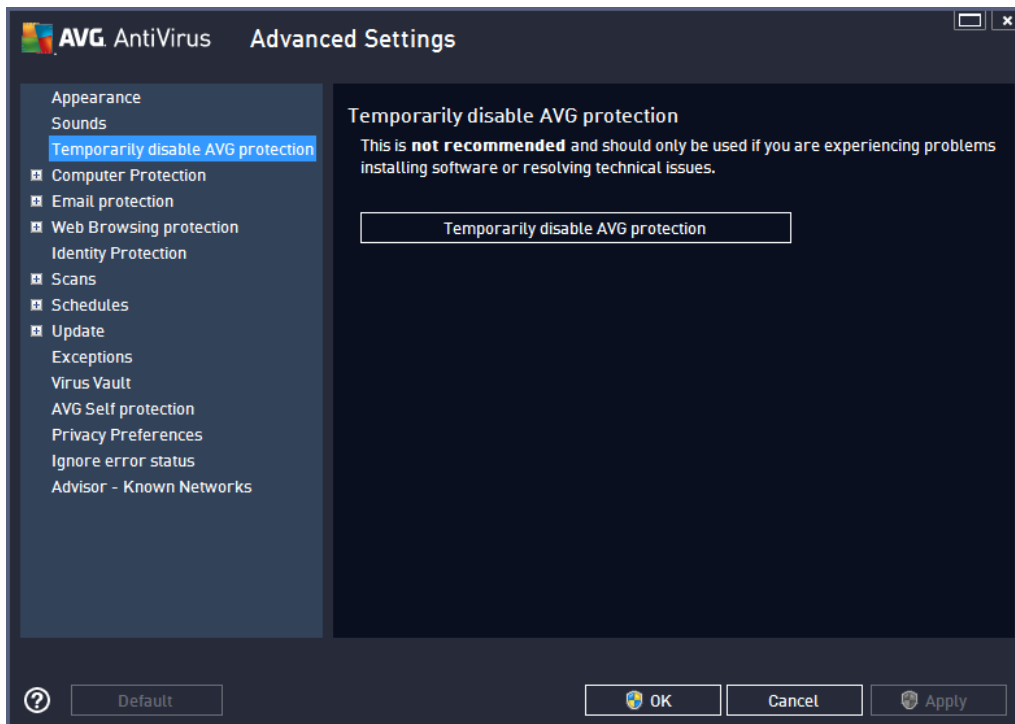 AVG AntiVirus Advanced Settings
Appearance
Sounds
Temporarily disable AVG protection
Computer Protection
Email protection
Web Browsing protection
Identity Protection
Scans
Schedules
Update
Exceptions
Virus Vault
AVG Self protection
Privacy Preferences
Ignore error status
Advisor - Known Networks
Temporarily disable AVG protection
This is not recommended and should only be used if you are experiencing problems
installing software or resolving technical issues.
Temporarily disable AVG protection
Default
OK
Cancel
Apply